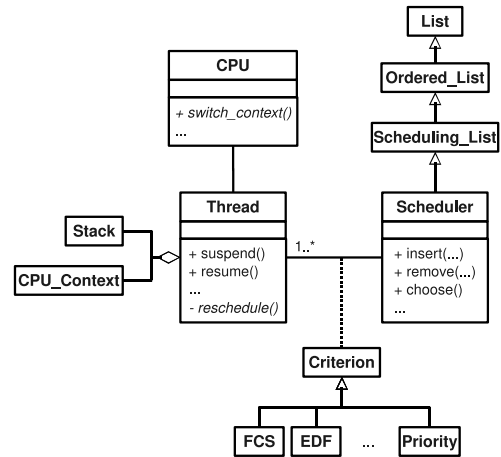 List
CPU
Ordered_List
+ switch_context()
...
Scheduling_List
Thread
Scheduler
Stack
CPU_Context
+ suspend()
+ resume()
...
- reschedule()
1..*
+ insert(...)
+ remove(...)
+ choose()
...
Criterion
FCS
EDF
...
Priority